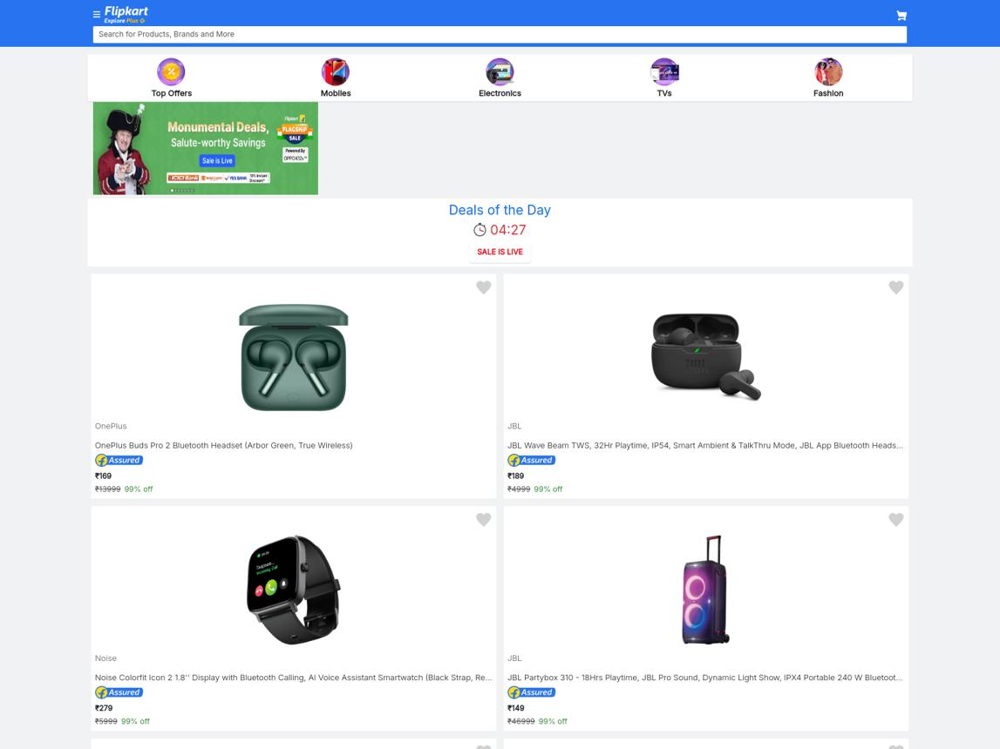 Flipkart
Explore Plus
Search for Products, Brands and More
Top Offers
Mobiles
Electronics
TVs
Fashion
Monumental Deals,
Salute-worthy Savings
Sale is Live
Flipkart
FLAGSHIP
SALE
Powered By
ICICI Bank
YES BANK
10% Instant
Discount*
Deals of the Day
04:27
SALE IS LIVE
OnePlus
OnePlus Buds Pro 2 Bluetooth Headset (Arbor Green, True Wireless)
Assured
₹169
₹13999 99% off
JBL
JBL Wave Beam TWS, 32Hr Playtime, IP54, Smart Ambient & TalkThru Mode, JBL App Bluetooth Heads...
Assured
₹189
₹4999 99% off
Noise
Noise Colorfit Icon 2 1.8'' Display with Bluetooth Calling, AI Voice Assistant Smartwatch (Black Strap, Re...
Assured
₹279
₹5999 99% off
JBL
JBL Partybox 310 - 18Hrs Playtime, JBL Pro Sound, Dynamic Light Show, IPX4 Portable 240 W Bluetoot...
Assured
₹149
₹46999 99% off